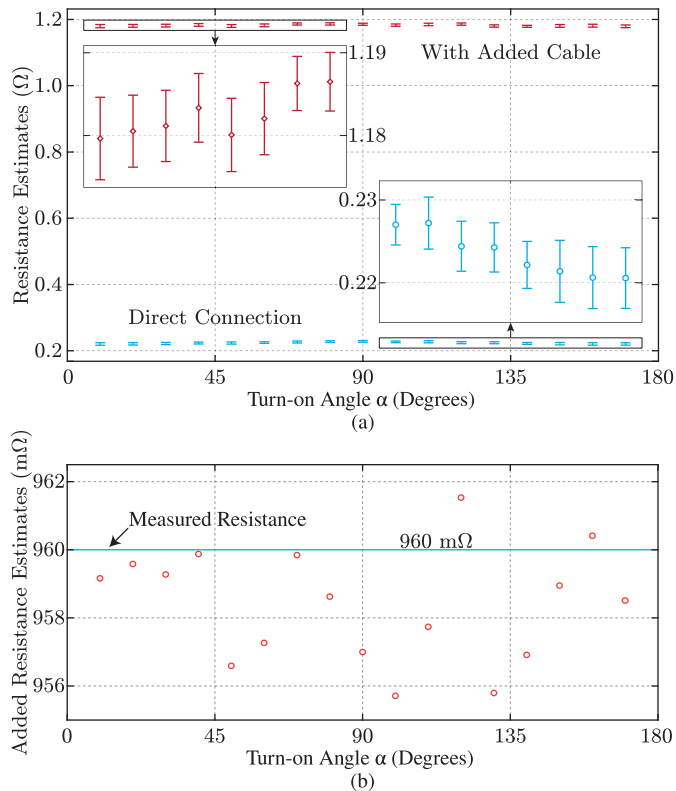 Resistance Estimates (Ω)
1.2
1.0
0.8
0.6
0.4
0.2
With Added Cable
1.19
1.18
0.23
0.22
Direct Connection
0
45
90
135
180
Turn-on Angle α (Degrees)
(a)
Added Resistance Estimates (mΩ)
962
960
958
956
Measured Resistance
960 mΩ
0
45
90
135
180
Turn-on Angle α (Degrees)
(b)